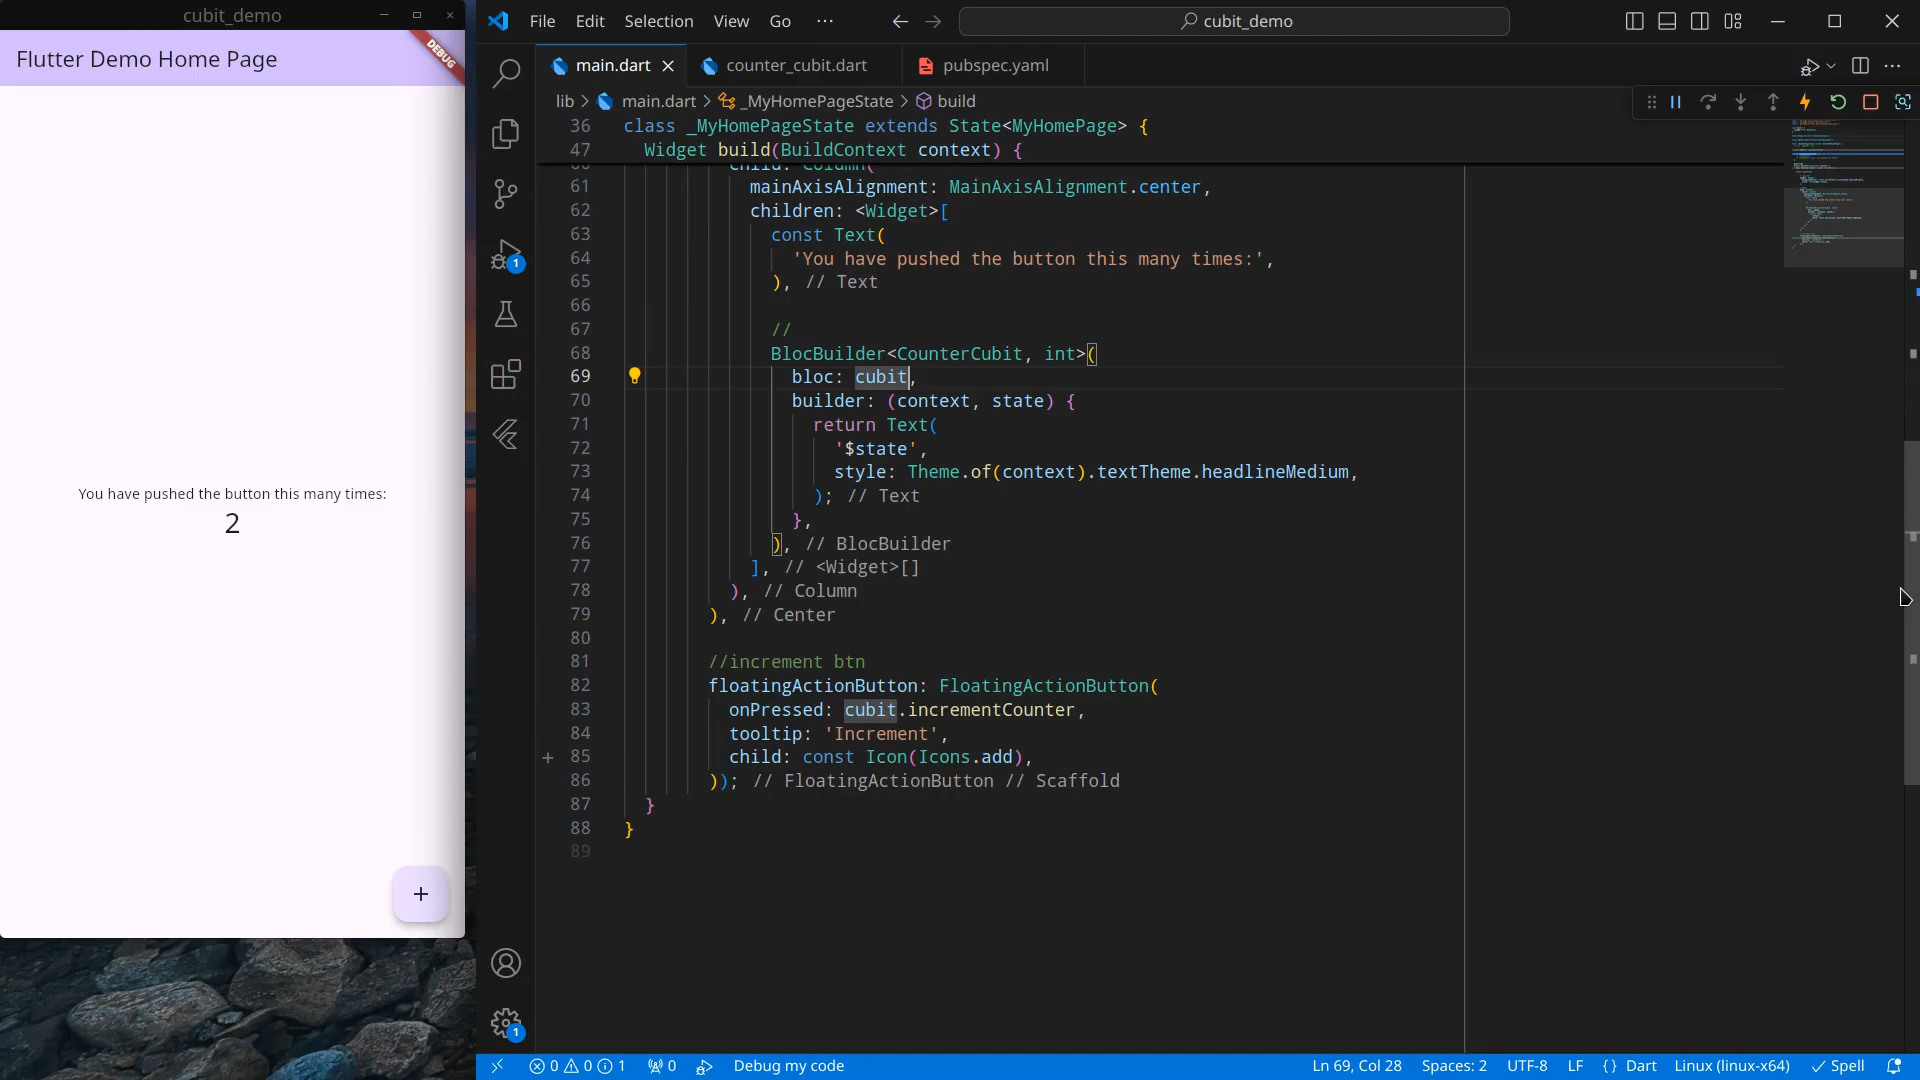 cubit_demo
Flutter Demo Home Page
DEBUG
You have pushed the button this many times:
2
+
File Edit Selection View Go ···
cubit_demo
main.dart
counter_cubit.dart
pubspec.yaml
lib > main.dart > _MyHomePageState > build
36 class _MyHomePageState extends State<MyHomePage> {
47 Widget build(BuildContext context) {
child: Column(
61 mainAxisAlignment: MainAxisAlignment.center,
62 children: <Widget>[
63 const Text(
64 'You have pushed the button this many times:',
65 ), // Text
66
67 //
68 BlocBuilder<CounterCubit, int>(
69 bloc: cubit,
70 builder: (context, state) {
71 return Text(
72 '$state',
73 style: Theme.of(context).textTheme.headlineMedium,
74 ); // Text
75 },
76 ), // BlocBuilder
77 ], // <Widget>[]
78 ), // Column
79 ), // Center
80
81 //increment btn
82 floatingActionButton: FloatingActionButton(
83 onPressed: cubit.incrementCounter,
84 tooltip: 'Increment',
85 child: const Icon(Icons.add),
86 )); // FloatingActionButton // Scaffold
87 }
88 }
89
1
1
0 0 1 0 Debug my code Ln 69, Col 28 Spaces: 2 UTF-8 LF {} Dart Linux (linux-x64) Spell